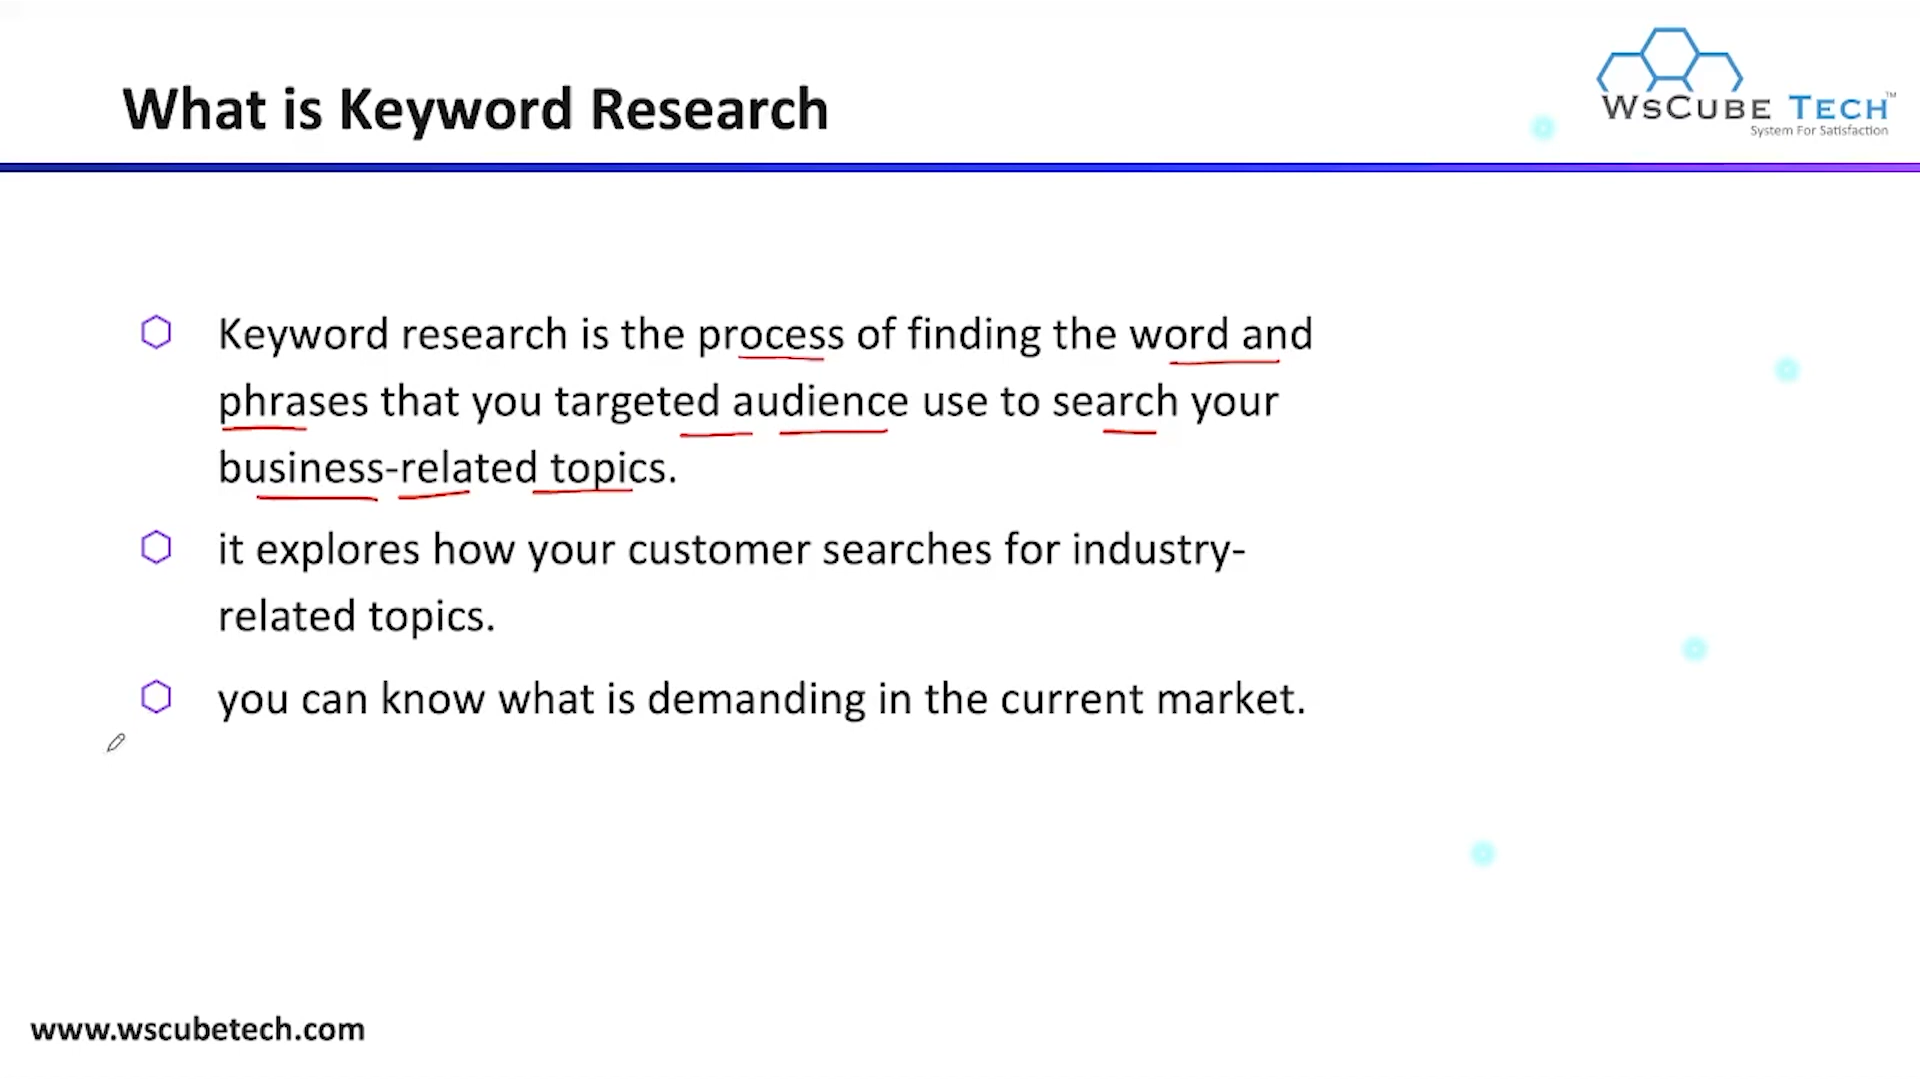 What is Keyword Research
WSCUBE TECH™
System For Satisfaction
Keyword research is the process of finding the word and
phrases that you targeted audience use to search your
business-related topics.
it explores how your customer searches for industry-
related topics.
you can know what is demanding in the current market.
www.wscubetech.com